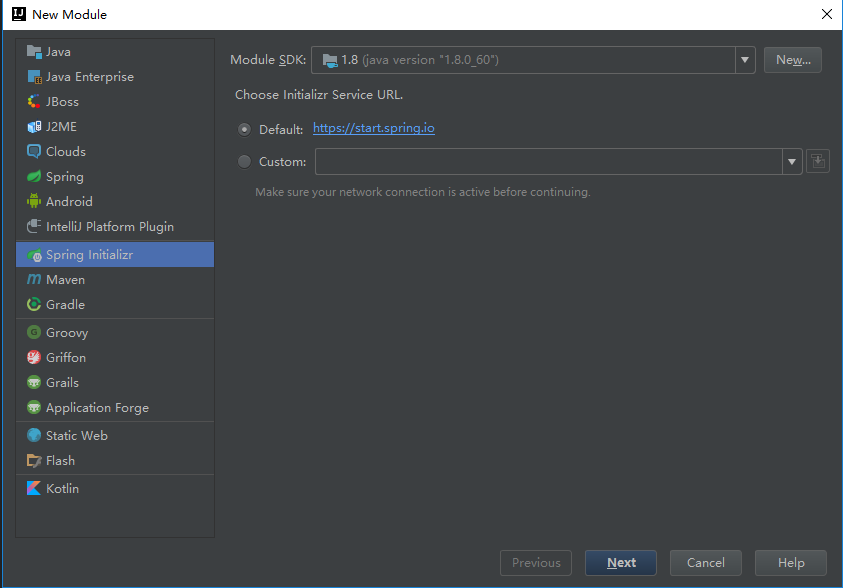 New Module
Java
Java Enterprise
JBoss
J2ME
Clouds
Spring
Android
IntelliJ Platform Plugin
Spring Initializr
Maven
Gradle
Groovy
Griffon
Grails
Application Forge
Static Web
Flash
Kotlin
Module SDK: 1.8 (java version "1.8.0_60") New...
Choose Initializr Service URL.
Default: https://start.spring.io
Custom:
Make sure your network connection is active before continuing.
Previous Next Cancel Help